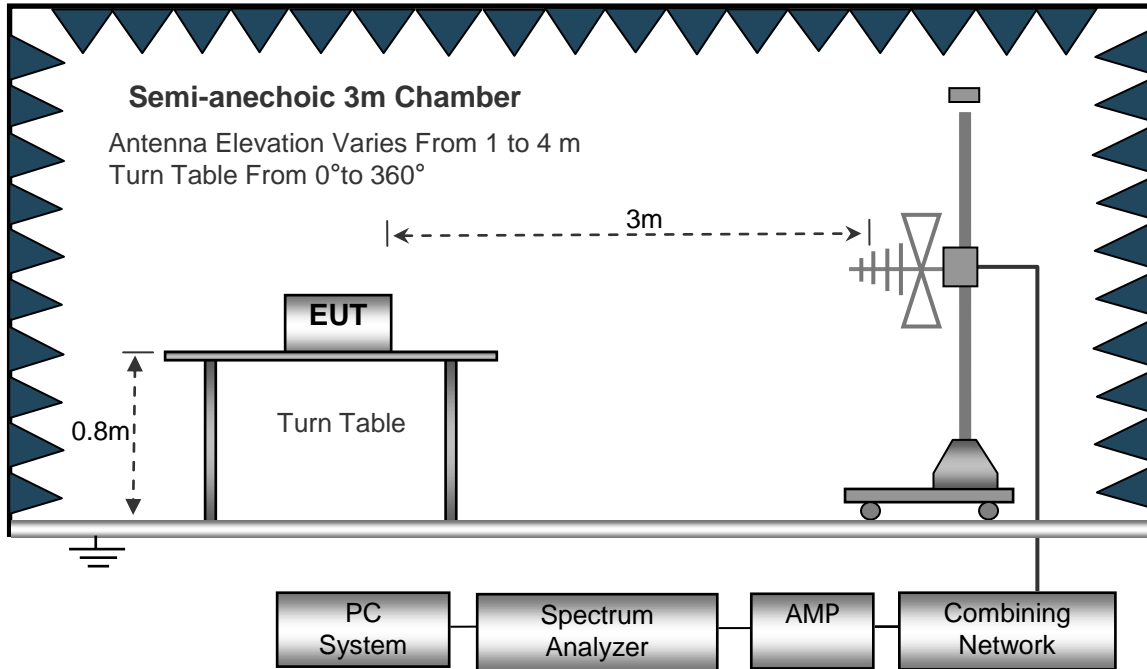 Semi-anechoic 3m Chamber
Antenna Elevation Varies From 1 to 4 m
Turn Table From 0°to 360°
3m
EUT
0.8m
Turn Table
PC
System
Spectrum
Analyzer
AMP
Combining
Network